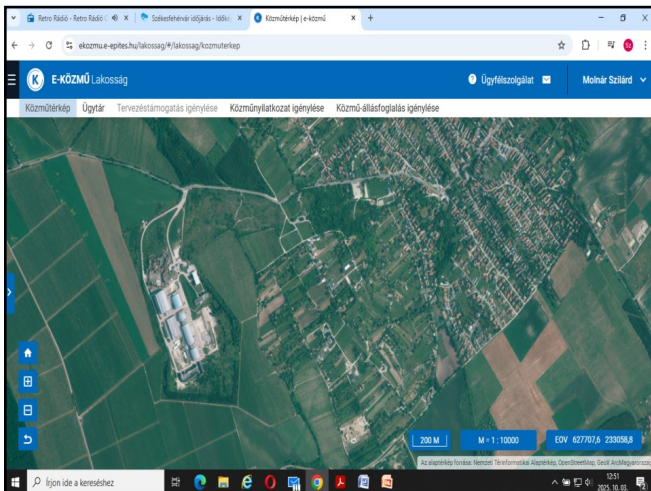 Retro Rádió - Retro Rádió O
Székesfehérvár időjárás - Időké
Közműtérkép | e-közmű
ekozmu.e-epites.hu/lakossag/#/lakossag/kozmuterkep
K E-KÖZMŰ Lakosság
Ügyfélszolgálat
Molnár Szilárd
Közműtérkép Ügytár Tervezéstámogatás igénylése Közműnyilatkozat igénylése Közmű-állásfoglalás igénylése
200 M
M = 1 : 10000
EOV 627707,6 233058,8
Az alaptérkép forrása: Nemzeti Térinformatikai Alaptérkép, OpenStreetMap, GeoX ArcMagyarország
Írjon ide a kereséshez
12:51
2025. 10. 03.